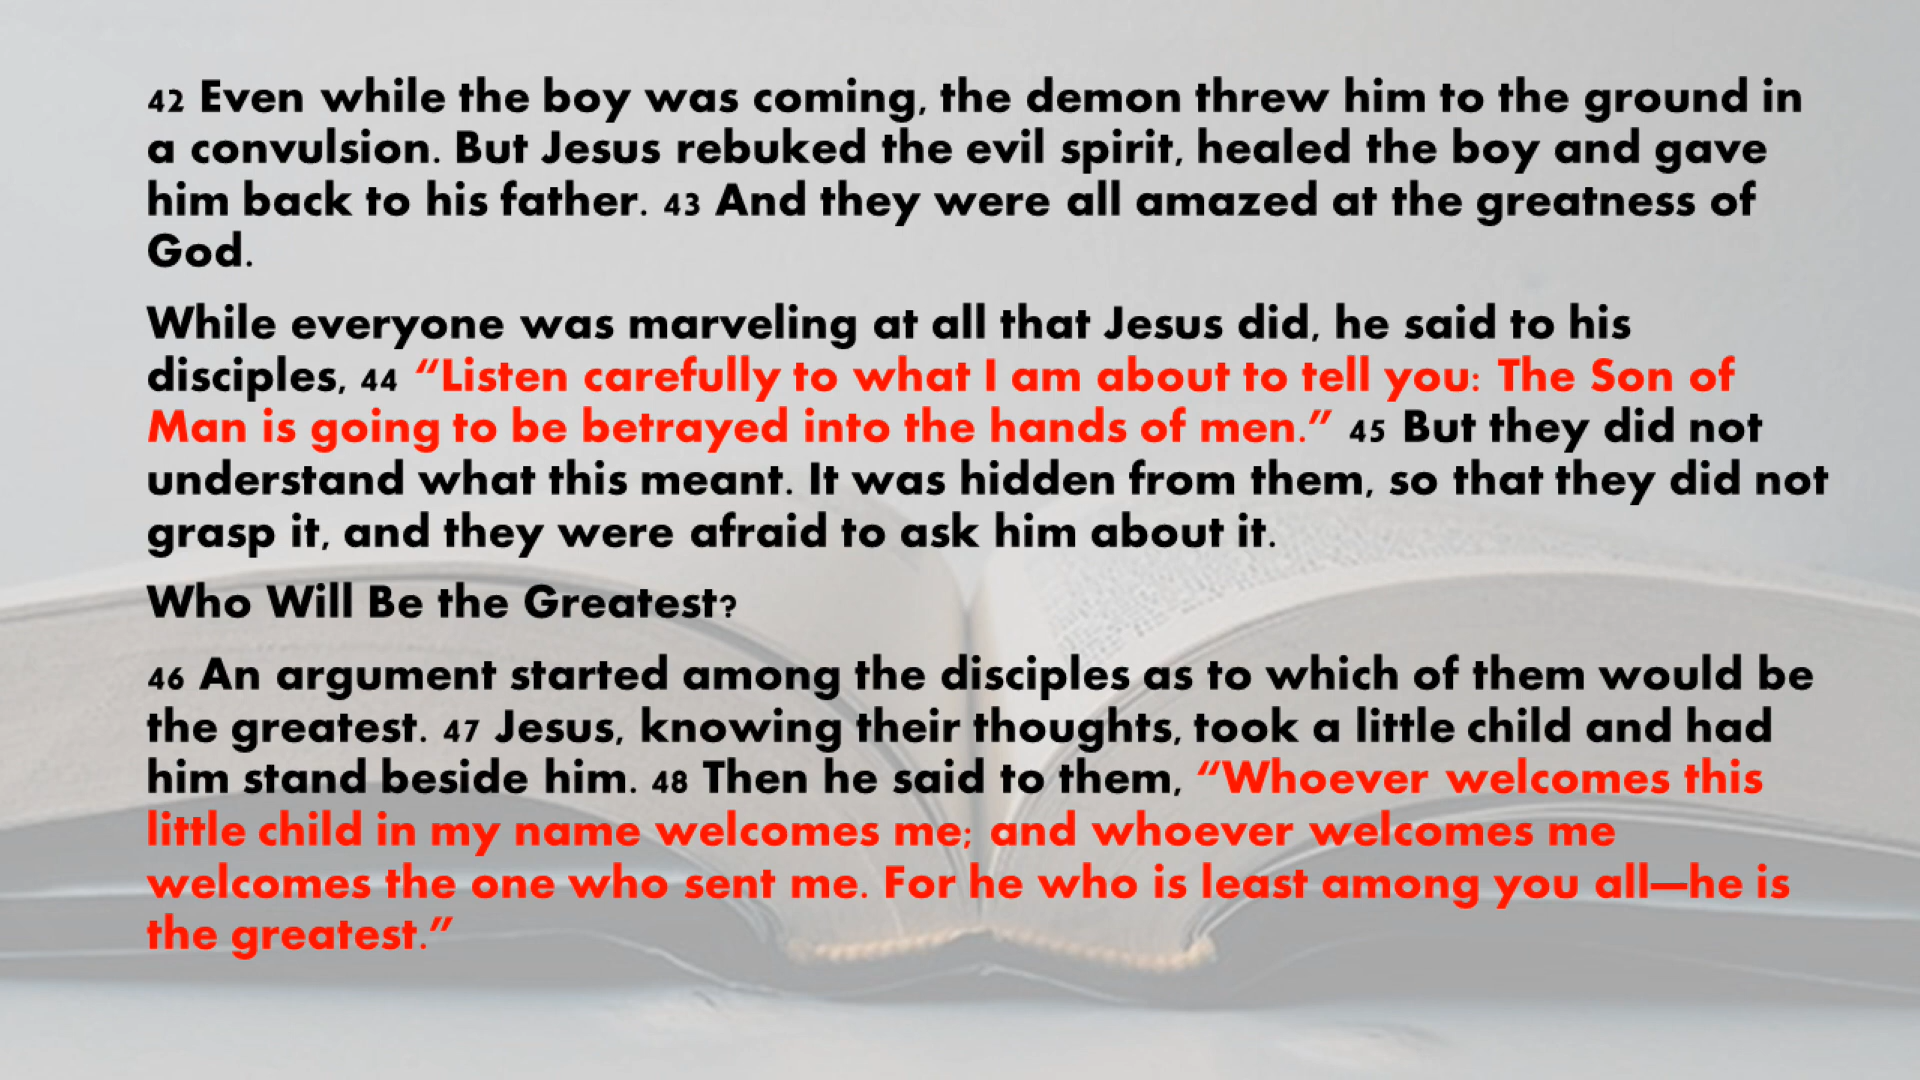 42 Even while the boy was coming, the demon threw him to the ground in
a convulsion. But Jesus rebuked the evil spirit, healed the boy and gave
him back to his father. 43 And they were all amazed at the greatness of
God.
While everyone was marveling at all that Jesus did, he said to his
disciples, 44 “Listen carefully to what I am about to tell you: The Son of
Man is going to be betrayed into the hands of men.” 45 But they did not
understand what this meant. It was hidden from them, so that they did not
grasp it, and they were afraid to ask him about it.
Who Will Be the Greatest?
46 An argument started among the disciples as to which of them would be
the greatest. 47 Jesus, knowing their thoughts, took a little child and had
him stand beside him. 48 Then he said to them, “Whoever welcomes this
little child in my name welcomes me; and whoever welcomes me
welcomes the one who sent me. For he who is least among you all—he is
the greatest.”